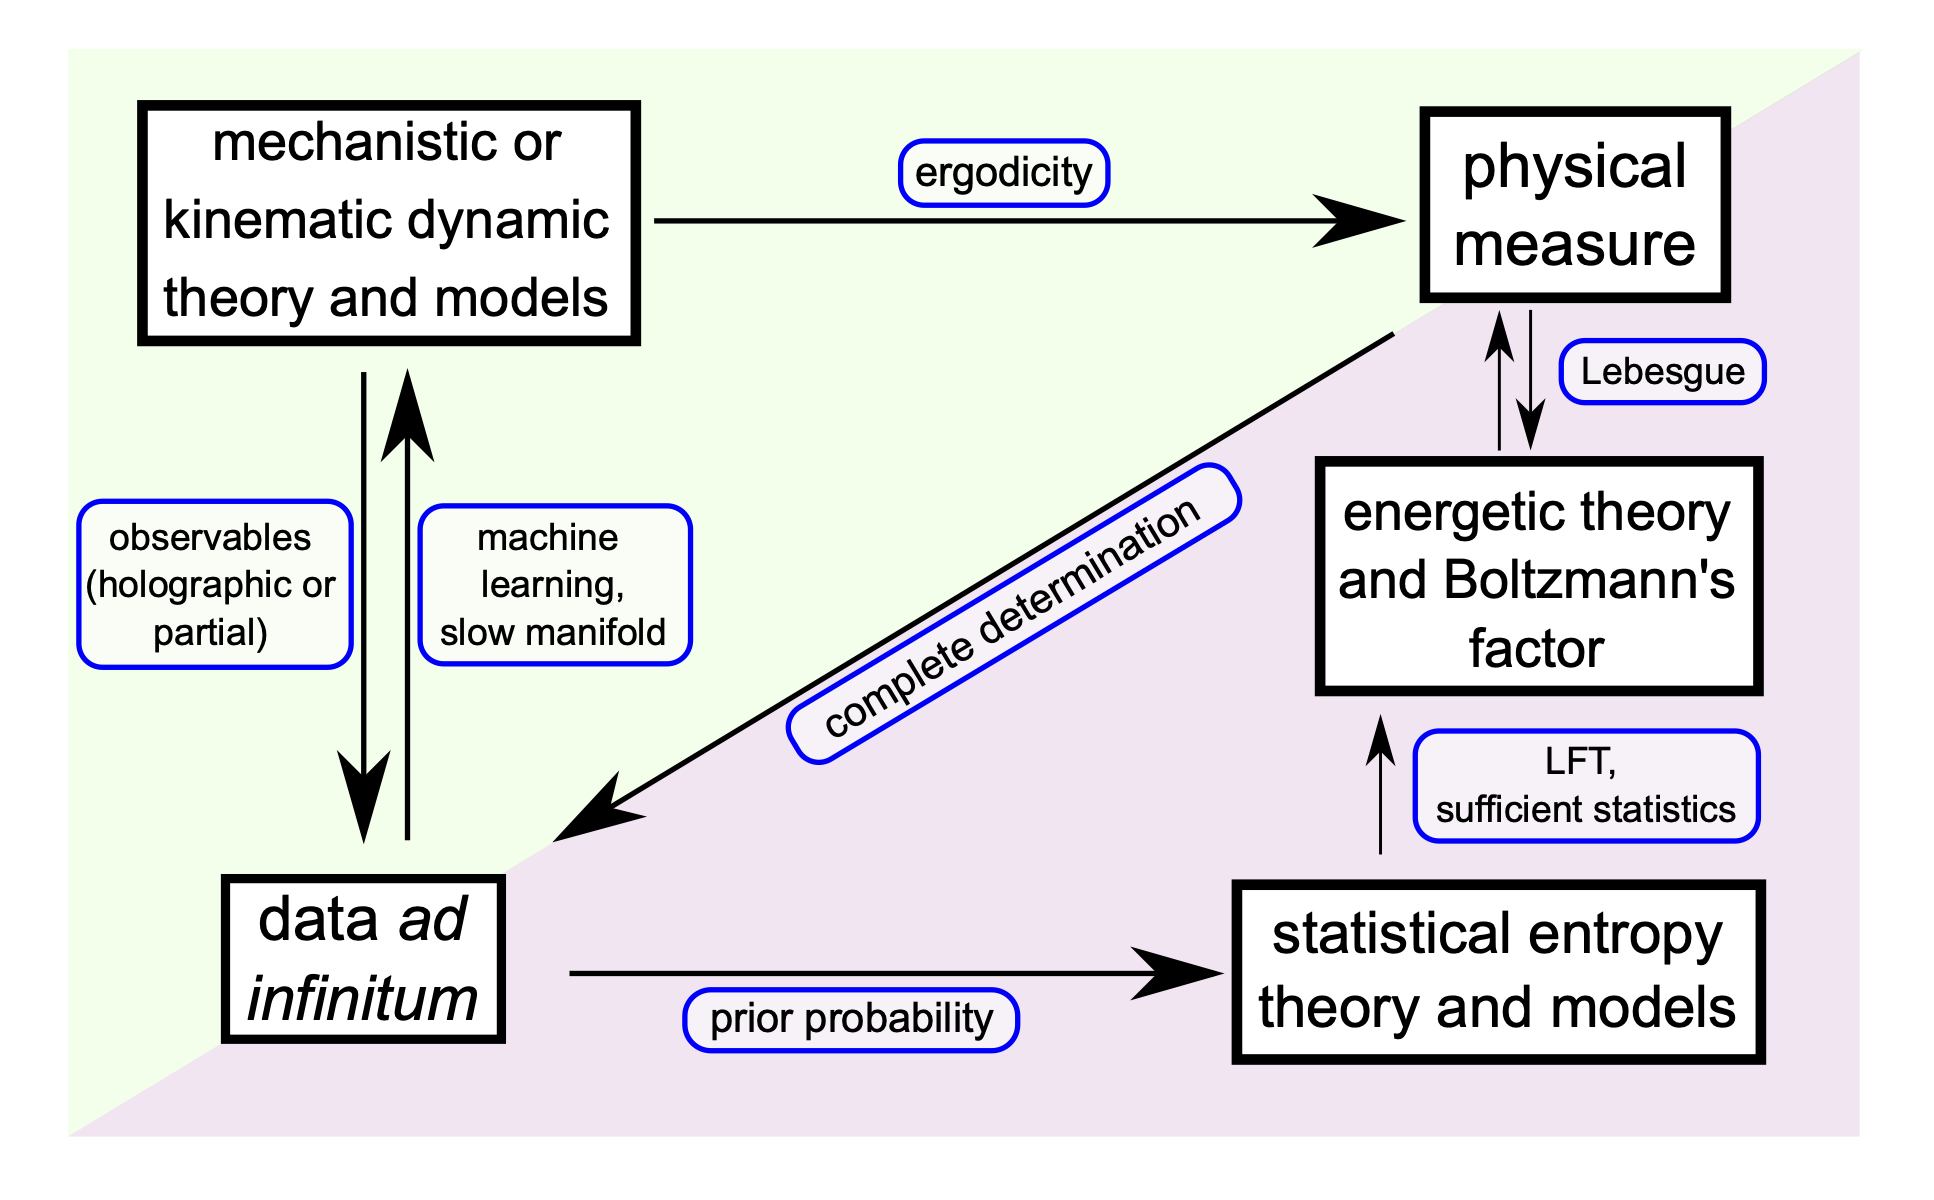 mechanistic or
kinematic dynamic
theory and models
ergodicity
physical
measure
Lebesgue
observables
(holographic or
partial)
machine
learning,
slow manifold
complete determination
energetic theory
and Boltzmann's
factor
LFT,
sufficient statistics
data ad
infinitum
prior probability
statistical entropy
theory and models